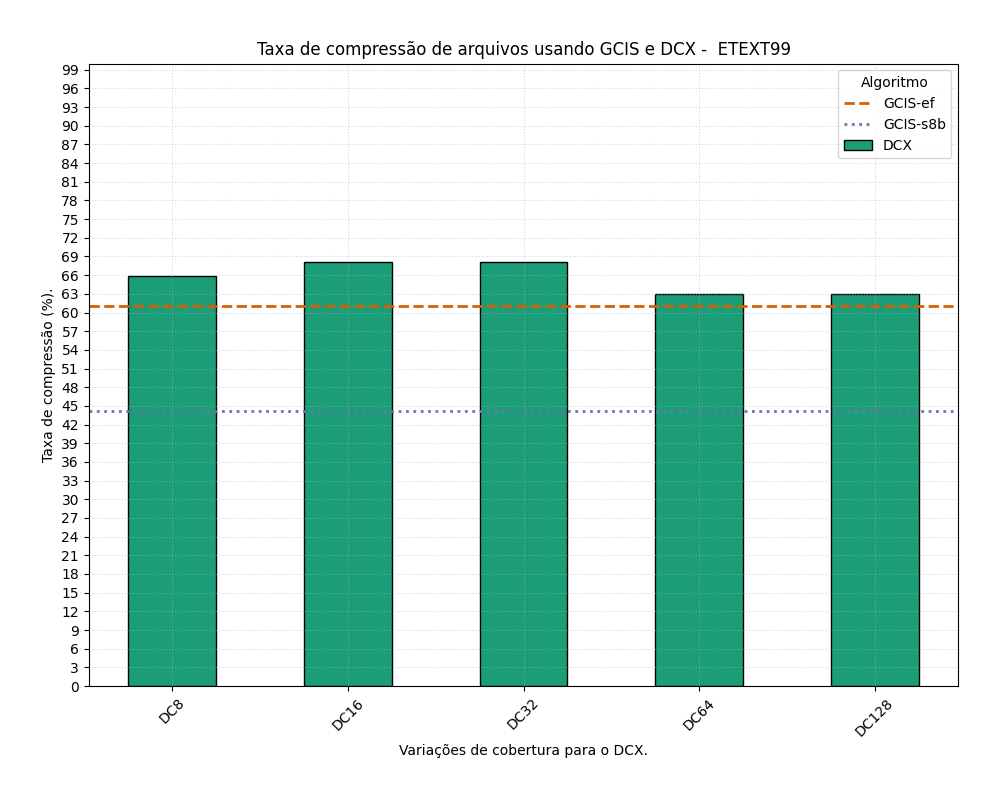 Taxa de compressão de arquivos usando GCIS e DCX -  ETEXT99
Algoritmo
GCIS-ef
GCIS-s8b
DCX
Taxa de compressão (%).
99
96
93
90
87
84
81
78
75
72
69
66
63
60
57
54
51
48
45
42
39
36
33
30
27
24
21
18
15
12
9
6
3
0
DC8
DC16
DC32
DC64
DC128
Variações de cobertura para o DCX.